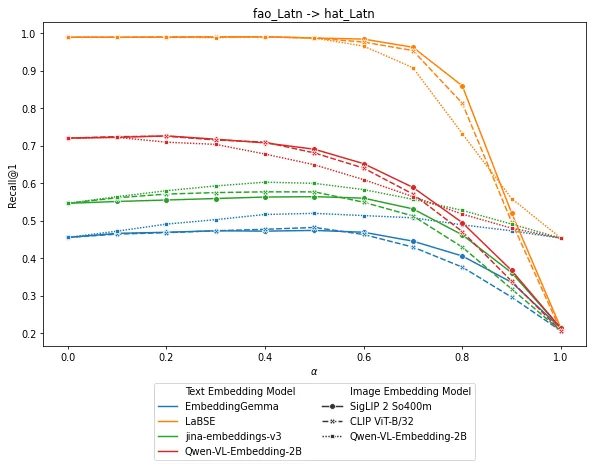 fao_Latn -> hat_Latn
Recall@1
1.0
0.9
0.8
0.7
0.6
0.5
0.4
0.3
0.2
0.0 0.2 0.4 0.6 0.8 1.0
α
Text Embedding Model
EmbeddingGemma
LaBSE
jina-embeddings-v3
Qwen-VL-Embedding-2B
Image Embedding Model
SigLIP 2 So400m
CLIP ViT-B/32
Qwen-VL-Embedding-2B